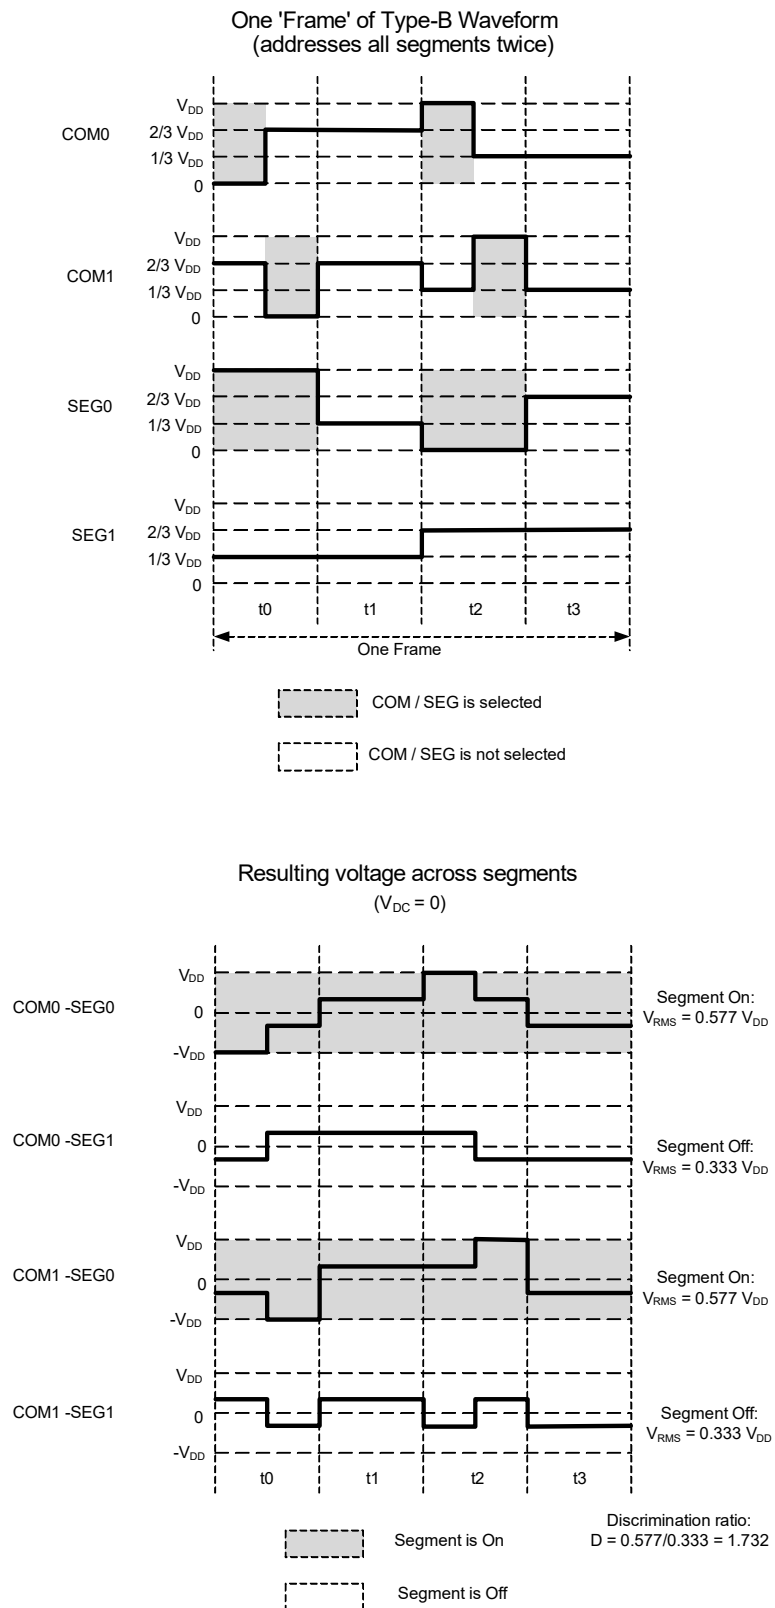 One 'Frame' of Type-B Waveform
(addresses all segments twice)
COM0
VDD
2/3 VDD
1/3 VDD
0
COM1
VDD
2/3 VDD
1/3 VDD
0
SEG0
VDD
2/3 VDD
1/3 VDD
0
SEG1
VDD
2/3 VDD
1/3 VDD
0
t0 t1 t2 t3
One Frame
COM / SEG is selected
COM / SEG is not selected
Resulting voltage across segments
(VDC = 0)
COM0 -SEG0
VDD
0
-VDD
Segment On:
VRMS = 0.577 VDD
COM0 -SEG1
VDD
0
-VDD
Segment Off:
VRMS = 0.333 VDD
COM1 -SEG0
VDD
0
-VDD
Segment On:
VRMS = 0.577 VDD
COM1 -SEG1
VDD
0
-VDD
Segment Off:
VRMS = 0.333 VDD
t0 t1 t2 t3
Discrimination ratio:
D = 0.577/0.333 = 1.732
Segment is On
Segment is Off